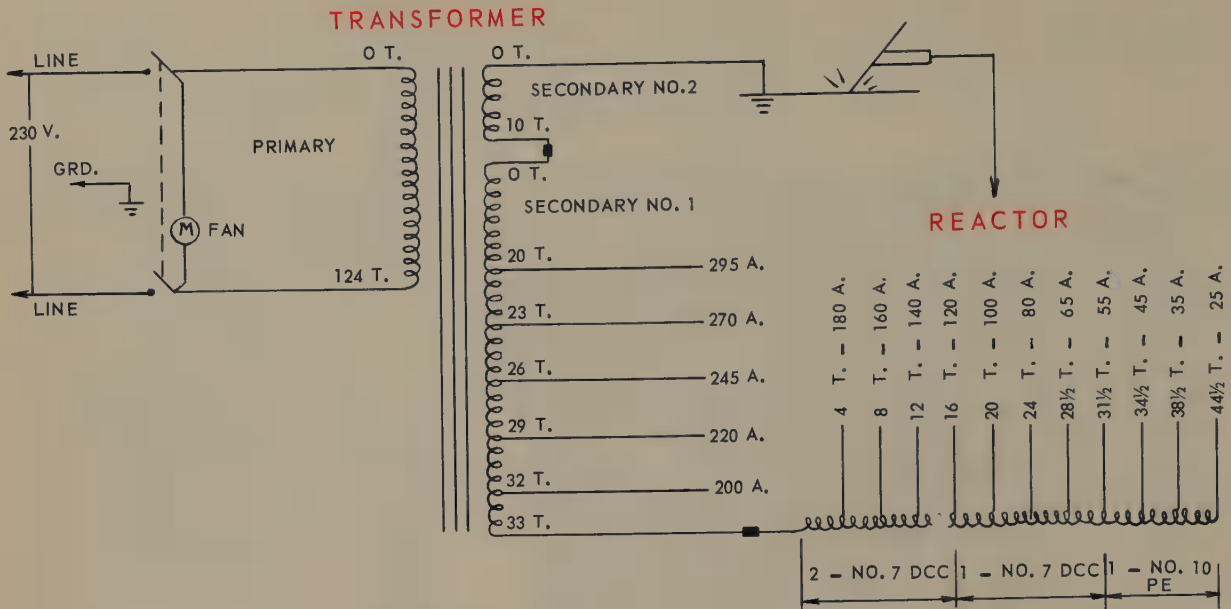 TRANSFORMER
LINE
0 T.
0 T.
SECONDARY NO.2
10 T.
230 V.
PRIMARY
GRD.
0 T.
SECONDARY NO. 1
M
FAN
REACTOR
20 T.
295 A.
124 T.
LINE
23 T.
270 A.
26 T.
245 A.
29 T.
220 A.
32 T.
200 A.
33 T.
4 T. - 180 A.
8 T. - 160 A.
12 T. - 140 A.
16 T. - 120 A.
20 T. - 100 A.
24 T. - 80 A.
28½ T. - 65 A.
31½ T. - 55 A.
34½ T. - 45 A.
38½ T. - 35 A.
44½ T. - 25 A.
2 - NO. 7 DCC
1 - NO. 7 DCC
1 - NO. 10
PE